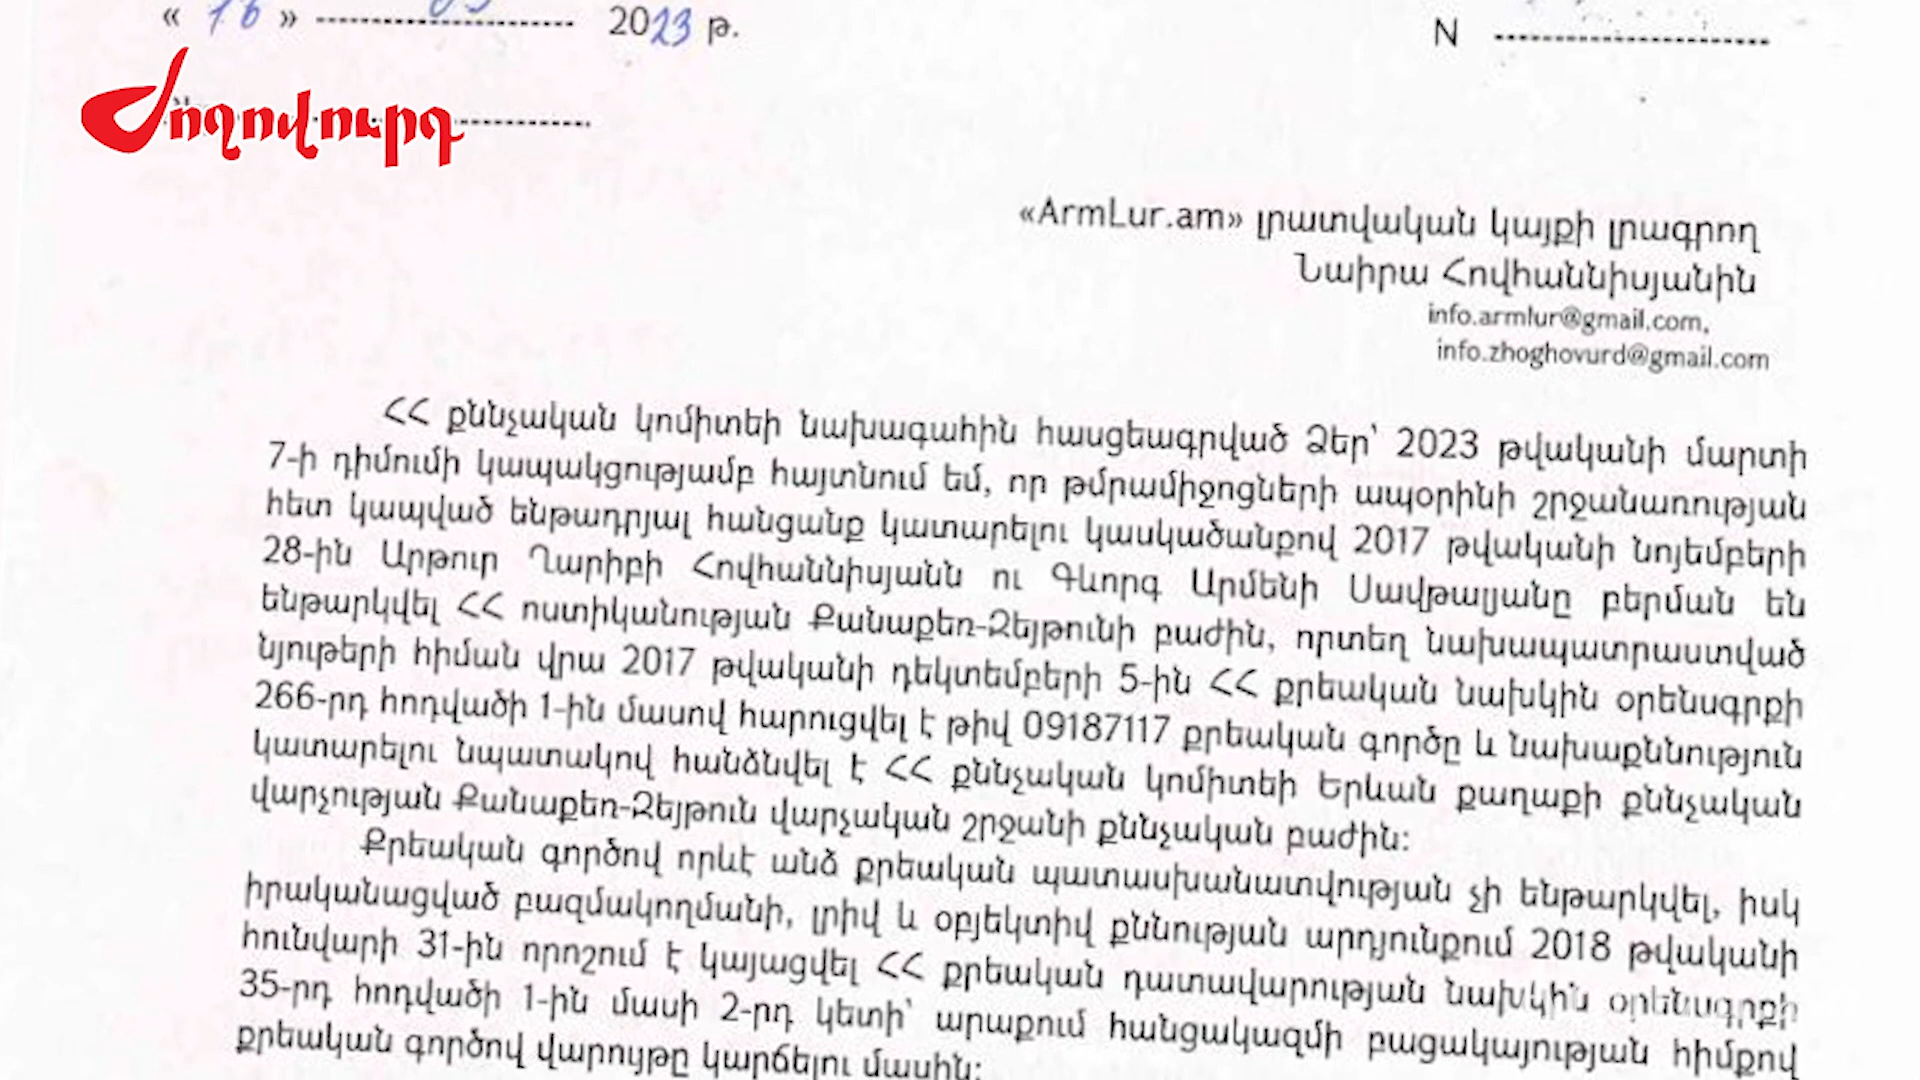 « 16 » 03 2023 թ.
N
Ժողովուրդ
«ArmLur.am» լրատվական կայքի լրագրող
Նաիրա Հովհաննիսյանին
info.armlur@gmail.com,
info.zhoghovurd@gmail.com
ՀՀ քննչական կոմիտեի նախագահին հասցեագրված Ձեր՝ 2023 թվականի մարտի
7-ի դիմումի կապակցությամբ հայտնում եմ, որ թմրամիջոցների ապօրինի շրջանառության
հետ կապված ենթադրյալ հանցանք կատարելու կասկածանքով 2017 թվականի նոյեմբերի
28-ին Արթուր Ղարիբի Հովհաննիսյանն ու Գևորգ Արմենի Սավթալյանը բերման են
ենթարկվել ՀՀ ոստիկանության Քանաքեռ-Զեյթունի բաժին, որտեղ նախապատրաստված
նյութերի հիման վրա 2017 թվականի դեկտեմբերի 5-ին ՀՀ քրեական նախկին օրենսգրքի
266-րդ հոդվածի 1-ին մասով հարուցվել է թիվ 09187117 քրեական գործը և նախաքննություն
կատարելու նպատակով հանձնվել է ՀՀ քննչական կոմիտեի Երևան քաղաքի քննչական
վարչության Քանաքեռ-Զեյթուն վարչական շրջանի քննչական բաժին:
Քրեական գործով որևէ անձ քրեական պատասխանատվության չի ենթարկվել, իսկ
իրականացված բազմակողմանի, լրիվ և օբյեկտիվ քննության արդյունքում 2018 թվականի
հունվարի 31-ին որոշում է կայացվել ՀՀ քրեական դատավարության նախկին օրենսգրքի
35-րդ հոդվածի 1-ին մասի 2-րդ կետի՝ արարքում հանցակազմի բացակայության հիմքով
քրեական գործով վարույթը կարճելու մասին: